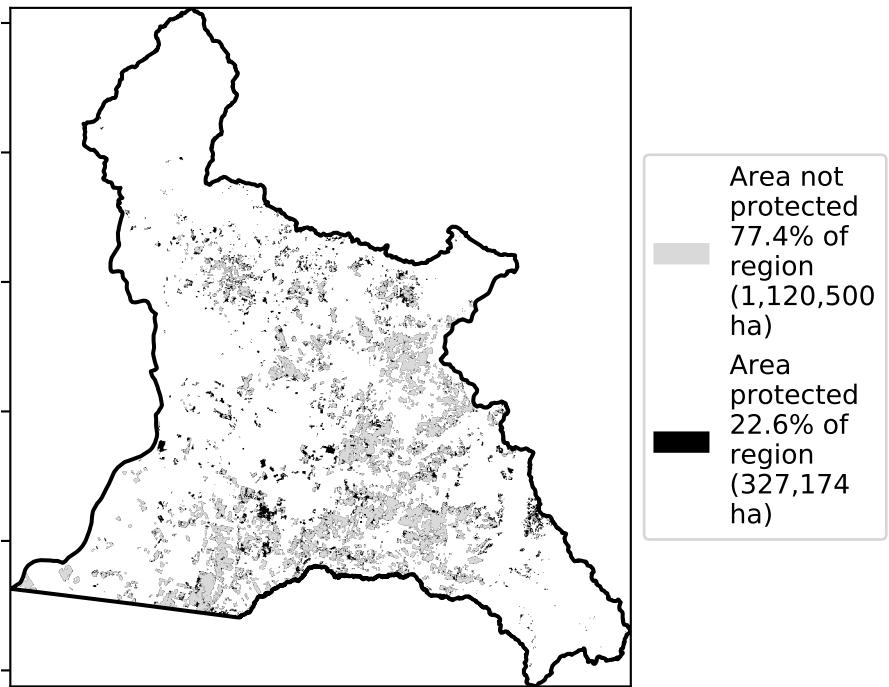 Area not
protected
77.4% of
region
(1,120,500
ha)
Area
protected
22.6% of
region
(327,174
ha)